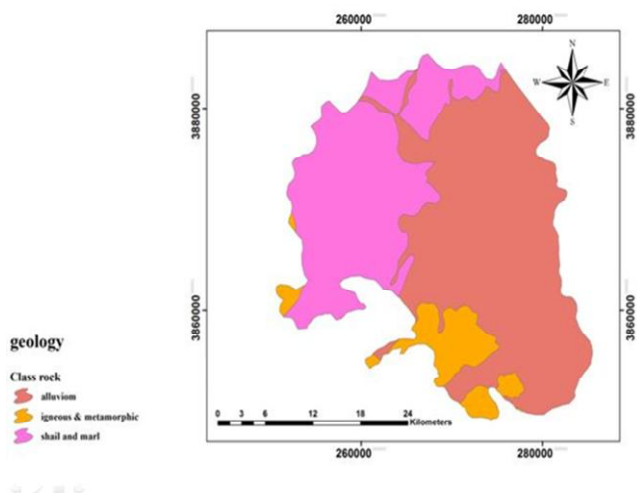 260000 280000
N
W E
S
3880000 3880000
3860000 3860000
geology
Class rock
alluviom
igneous & metamorphic
shail and marl
0 3 6 12 18 24
Kilometers
260000 280000